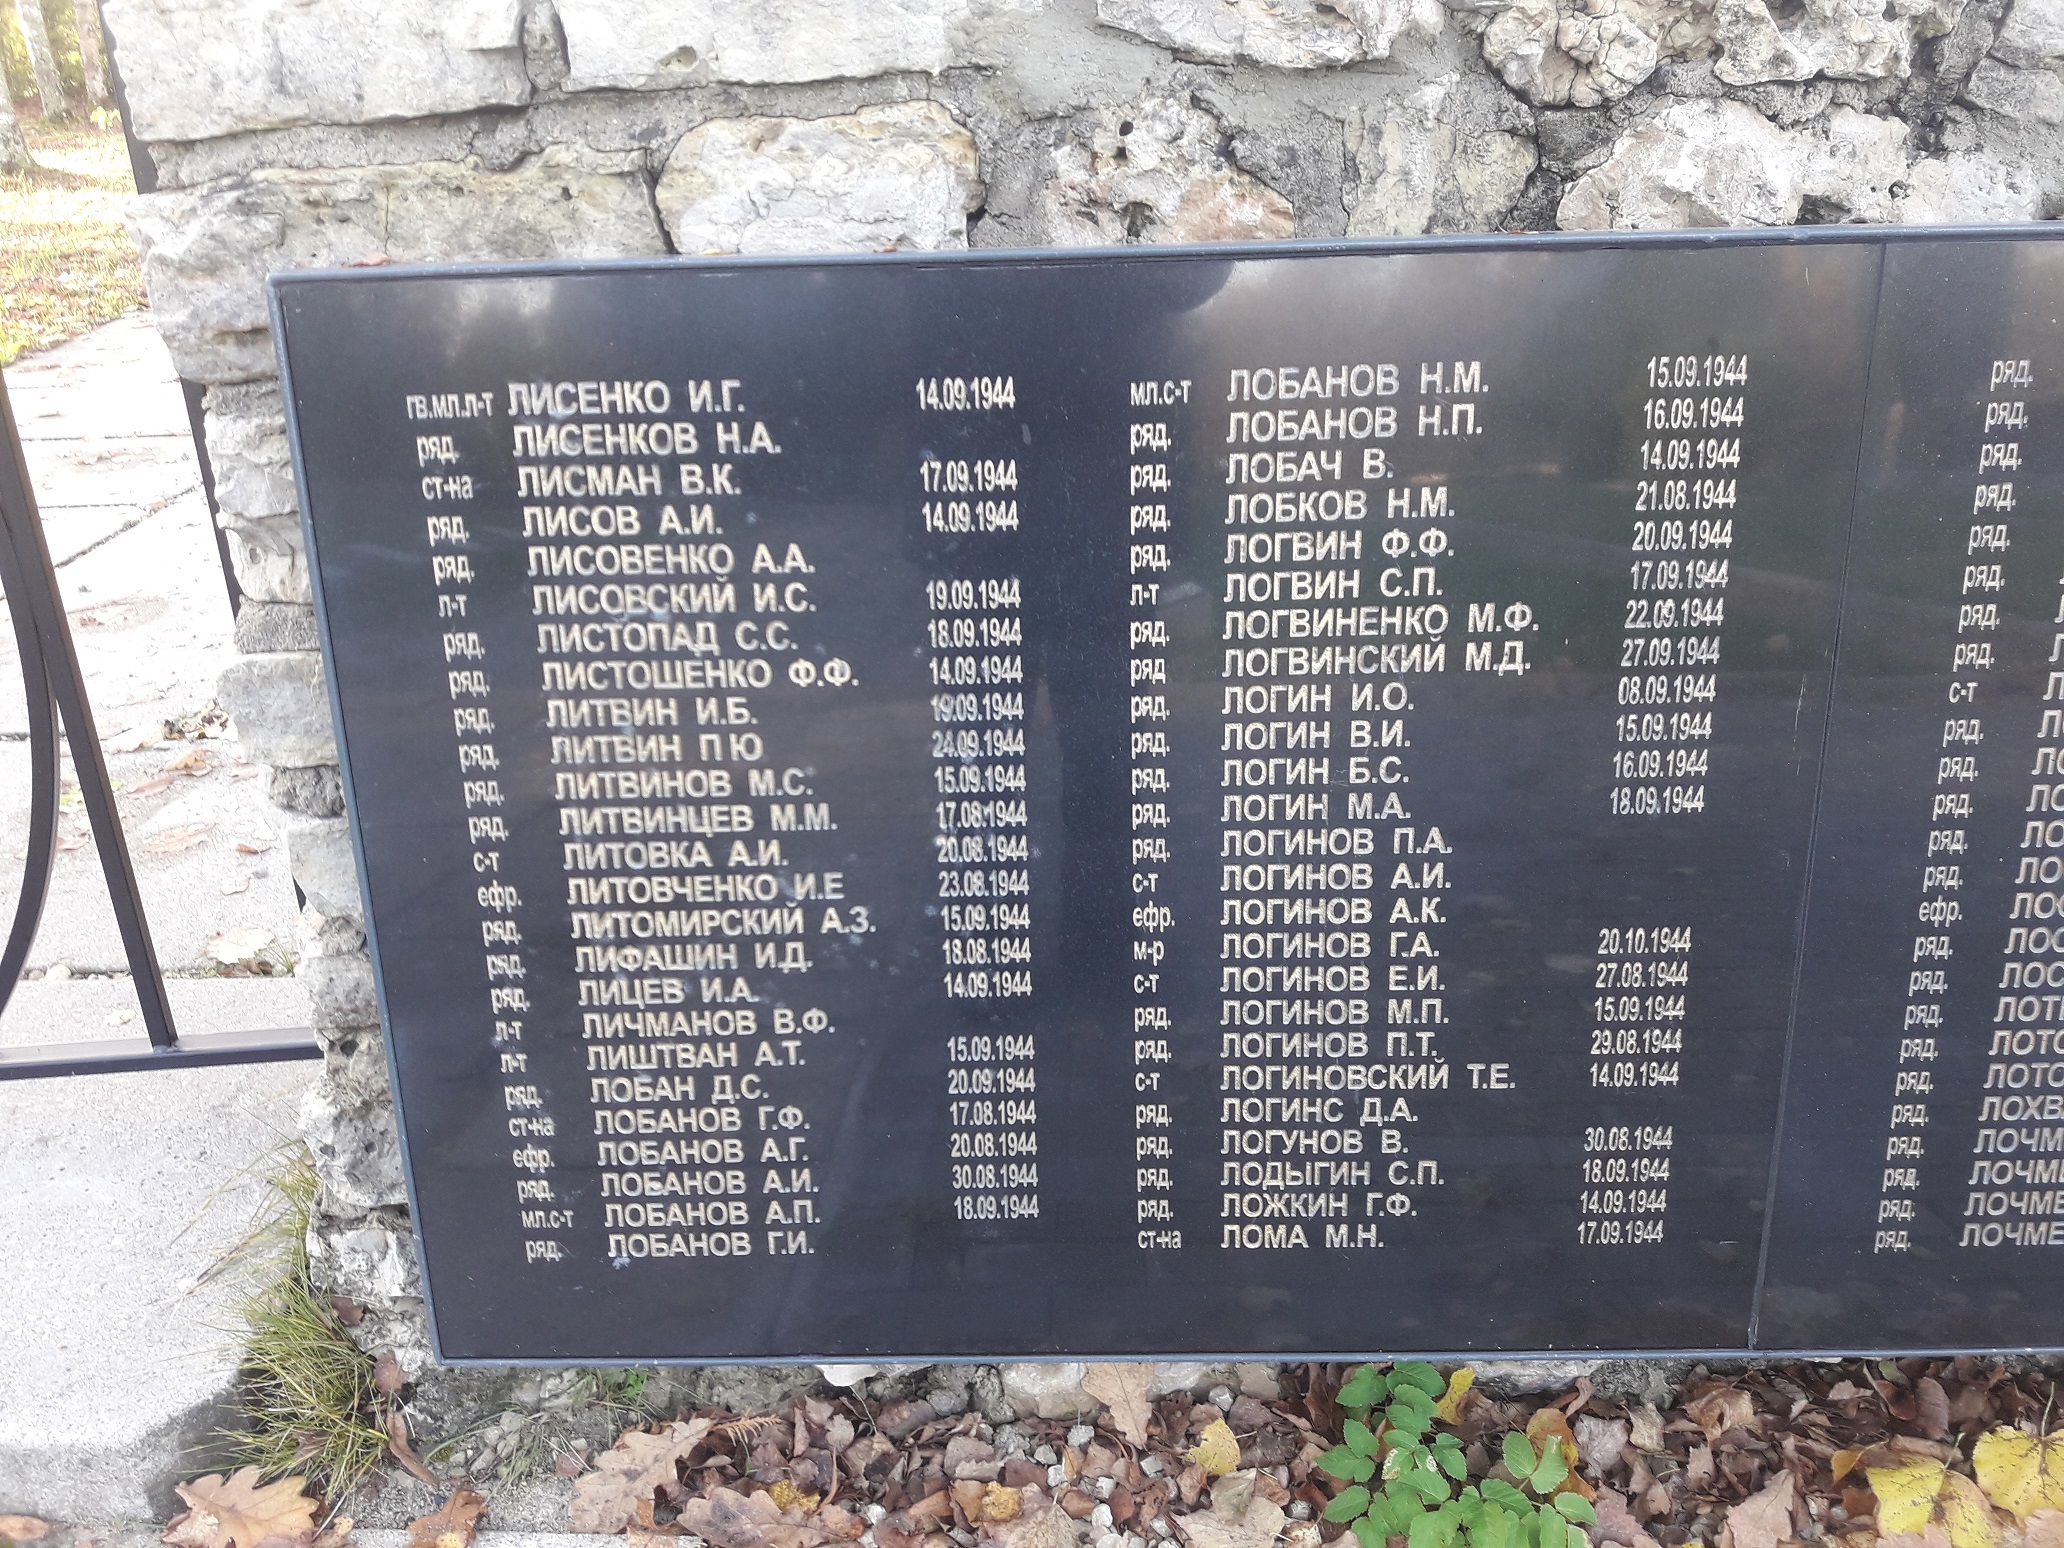 гв.мл.л-т ЛИСЕНКО И.Г. 14.09.1944
ряд. ЛИСЕНКОВ Н.А.
ст-на ЛИСМАН В.К. 17.09.1944
ряд. ЛИСОВ А.И. 14.09.1944
ряд. ЛИСОВЕНКО А.А.
л-т ЛИСОВСКИЙ И.С. 19.09.1944
ряд. ЛИСТОПАД С.С. 18.09.1944
ряд. ЛИСТОШЕНКО Ф.Ф. 14.09.1944
ряд. ЛИТВИН И.Б. 19.09.1944
ряд. ЛИТВИН П Ю 24.09.1944
ряд. ЛИТВИНОВ М.С. 15.09.1944
ряд. ЛИТВИНЦЕВ М.М. 17.08.1944
с-т ЛИТОВКА А.И. 20.08.1944
ефр. ЛИТОВЧЕНКО И.Е 23.08.1944
ряд. ЛИТОМИРСКИЙ А.З. 15.09.1944
ряд. ЛИФАШИН И.Д. 18.08.1944
ряд. ЛИЦЕВ И.А. 14.09.1944
л-т ЛИЧМАНОВ В.Ф.
л-т ЛИШТВАН А.Т. 15.09.1944
ряд. ЛОБАН Д.С. 20.09.1944
ст-на ЛОБАНОВ Г.Ф. 17.08.1944
ефр. ЛОБАНОВ А.Г. 20.08.1944
ряд. ЛОБАНОВ А.И. 30.08.1944
мл.с-т ЛОБАНОВ А.П. 18.09.1944
ряд. ЛОБАНОВ Г.И.
мл.с-т ЛОБАНОВ Н.М. 15.09.1944
ряд. ЛОБАНОВ Н.П. 16.09.1944
ряд. ЛОБАЧ В. 14.09.1944
ряд. ЛОБКОВ Н.М. 21.08.1944
ряд. ЛОГВИН Ф.Ф. 20.09.1944
л-т ЛОГВИН С.П. 17.09.1944
ряд. ЛОГВИНЕНКО М.Ф. 22.09.1944
ряд ЛОГВИНСКИЙ М.Д. 27.09.1944
ряд. ЛОГИН И.О. 08.09.1944
ряд. ЛОГИН В.И. 15.09.1944
ряд. ЛОГИН Б.С. 16.09.1944
ряд. ЛОГИН М.А. 18.09.1944
ряд. ЛОГИНОВ П.А.
с-т ЛОГИНОВ А.И.
ефр. ЛОГИНОВ А.К.
м-р ЛОГИНОВ Г.А. 20.10.1944
с-т ЛОГИНОВ Е.И. 27.08.1944
ряд. ЛОГИНОВ М.П. 15.09.1944
ряд. ЛОГИНОВ П.Т. 29.08.1944
с-т ЛОГИНОВСКИЙ Т.Е. 14.09.1944
ряд. ЛОГИНС Д.А.
ряд. ЛОГУНОВ В. 30.08.1944
ряд. ЛОДЫГИН С.П. 18.09.1944
ряд. ЛОЖКИН Г.Ф. 14.09.1944
ст-на ЛОМА М.Н. 17.09.1944
ряд.
ряд.
ряд.
ряд.
ряд.
ряд.
ряд.
ряд.
с-т
ряд.
ряд.
ряд.
ряд.
ряд.
ефр.
ряд.
ряд.
ряд.
ряд.
ряд.
ряд.
ряд.
ряд.
ряд.
ряд.